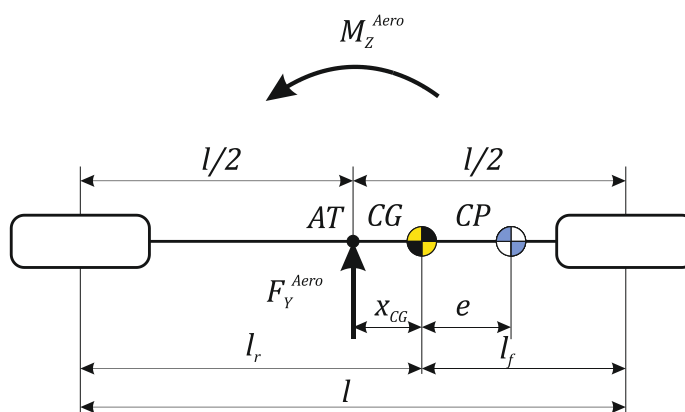 M_Z^Aero
l/2 l/2
AT CG CP
F_Y^Aero
x_CG e
l_r l_f
l